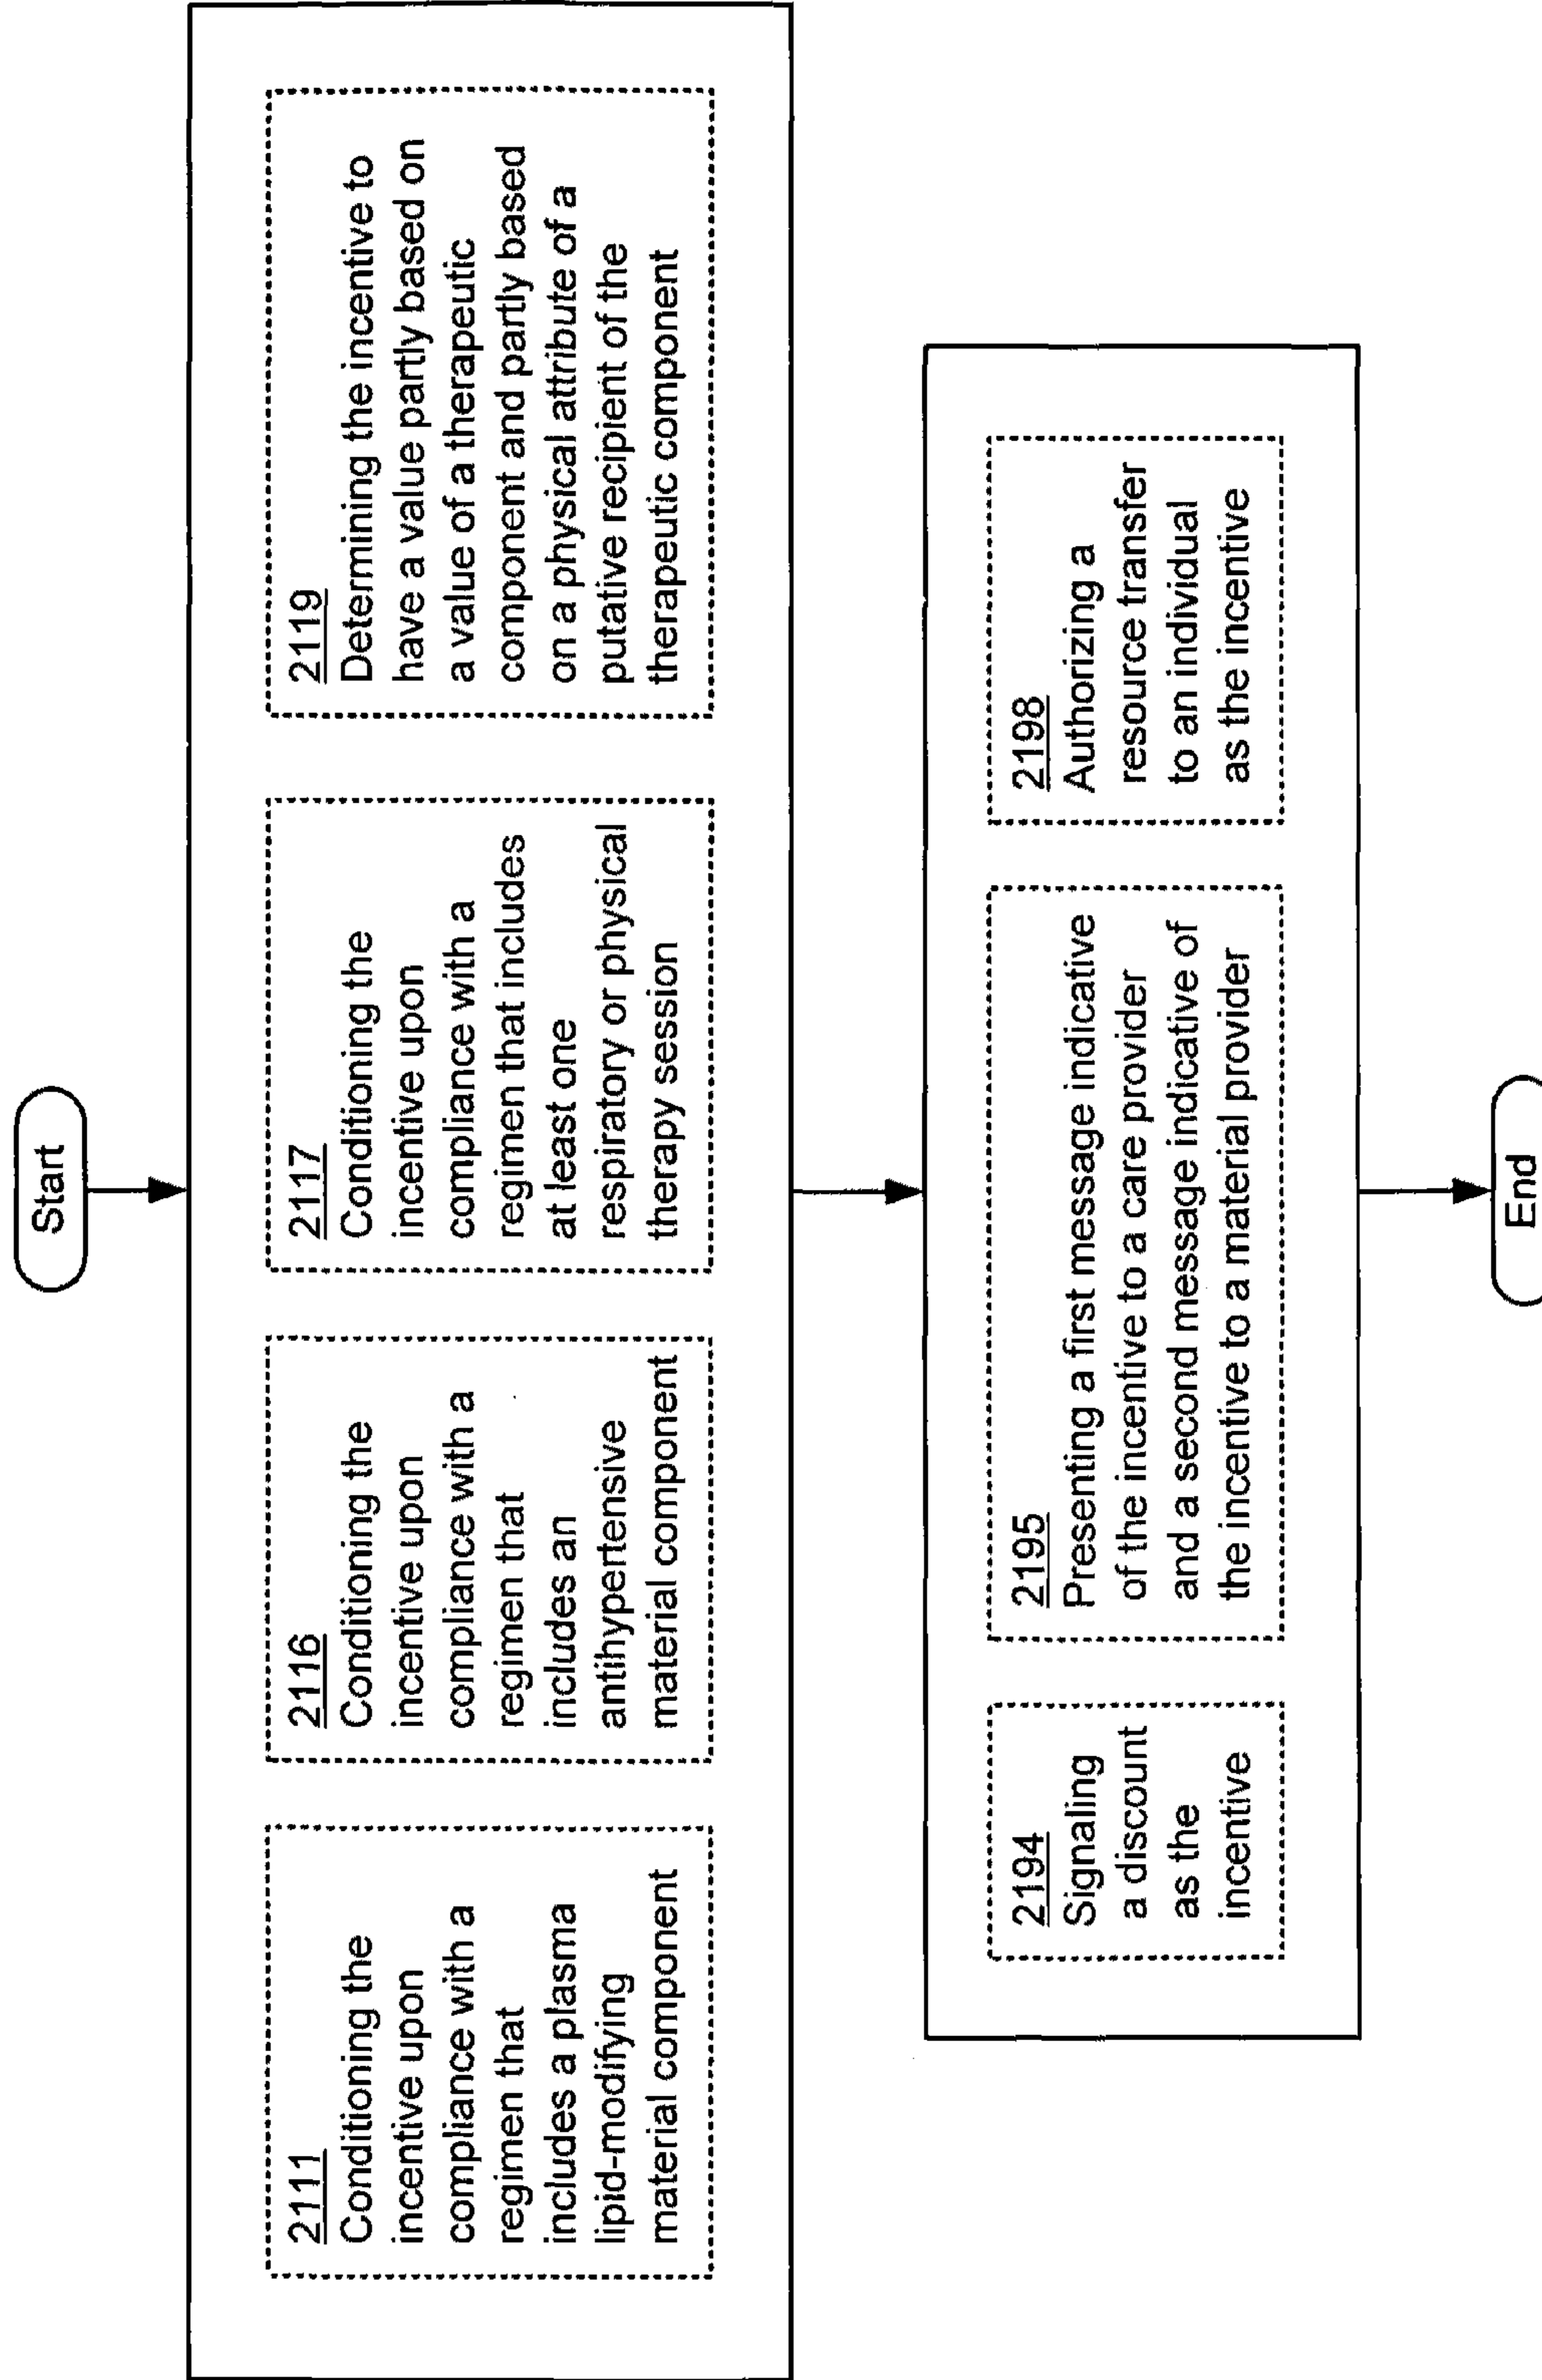 Start
2111
Conditioning the
incentive upon
compliance with a
regimen that
includes a plasma
lipid-modifying
material component
2116
Conditioning the
incentive upon
compliance with a
regimen that
includes an
antihypertensive
material component
2117
Conditioning the
incentive upon
compliance with a
regimen that includes
at least one
respiratory or physical
therapy session
2119
Determining the incentive to
have a value partly based on
a value of a therapeutic
component and partly based
on a physical attribute of a
putative recipient of the
therapeutic component
2194
Signaling
a discount
as the
incentive
2195
Presenting a first message indicative
of the incentive to a care provider
and a second message indicative of
the incentive to a material provider
2198
Authorizing a
resource transfer
to an individual
as the incentive
End